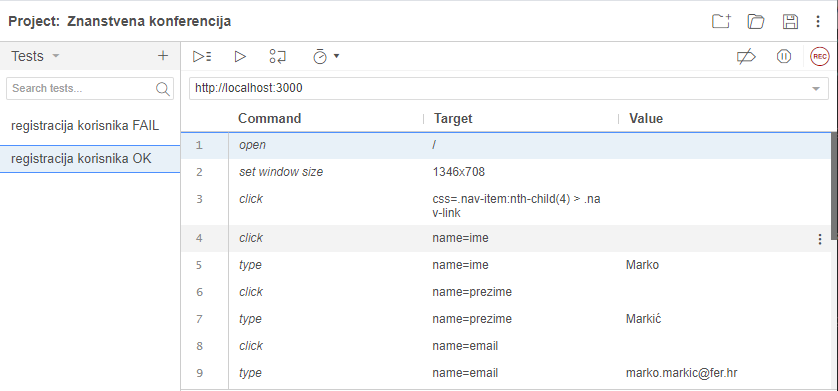 Project: Znanstvena konferencija
Tests
REC
Search tests...
http://localhost:3000
Command Target Value
registracija korisnika FAIL
registracija korisnika OK
1 open /
2 set window size 1346x708
3 click css=.nav-item:nth-child(4) > .na
v-link
4 click name=ime
5 type name=ime Marko
6 click name=prezime
7 type name=prezime Markić
8 click name=email
9 type name=email marko.markic@fer.hr